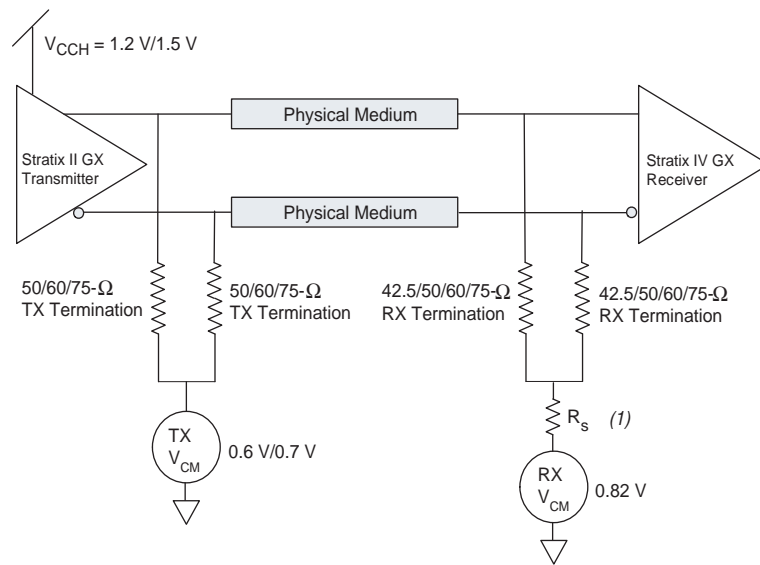 V_CCH = 1.2 V/1.5 V
Physical Medium
Stratix II GX
Transmitter
Stratix IV GX
Receiver
Physical Medium
50/60/75-Ω
TX Termination
50/60/75-Ω
TX Termination
42.5/50/60/75-Ω
RX Termination
42.5/50/60/75-Ω
RX Termination
R_s (1)
TX
V_CM
0.6 V/0.7 V
RX
V_CM
0.82 V